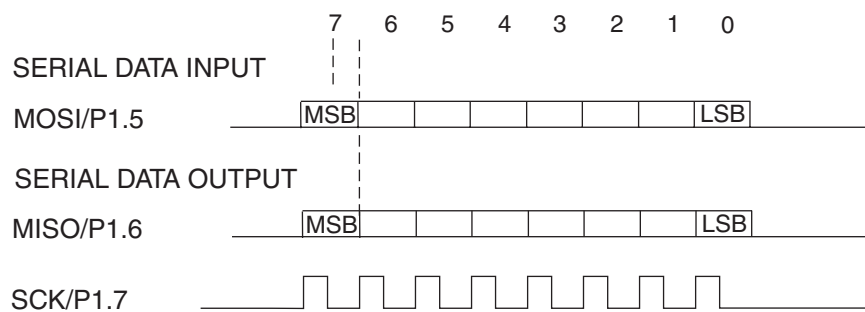 7 6 5 4 3 2 1 0
SERIAL DATA INPUT
MOSI/P1.5 MSB LSB
SERIAL DATA OUTPUT
MISO/P1.6 MSB LSB
SCK/P1.7